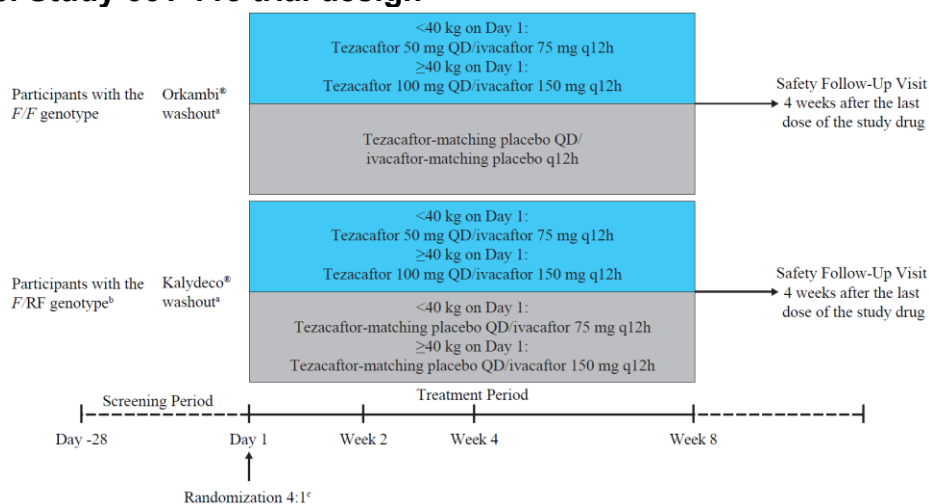 <40 kg on Day 1:
Tezacaftor 50 mg QD/ivacaftor 75 mg q12h
≥40 kg on Day 1:
Tezacaftor 100 mg QD/ivacaftor 150 mg q12h
Participants with the
F/F genotype
Orkambi®
washoutᵃ
Tezacaftor-matching placebo QD/
ivacaftor-matching placebo q12h
Safety Follow-Up Visit
4 weeks after the last
dose of the study drug
<40 kg on Day 1:
Tezacaftor 50 mg QD/ivacaftor 75 mg q12h
≥40 kg on Day 1:
Tezacaftor 100 mg QD/ivacaftor 150 mg q12h
Participants with the
F/RF genotypeᵇ
Kalydeco®
washoutᵃ
<40 kg on Day 1:
Tezacaftor-matching placebo QD/ivacaftor 75 mg q12h
≥40 kg on Day 1:
Tezacaftor-matching placebo QD/ivacaftor 150 mg q12h
Safety Follow-Up Visit
4 weeks after the last
dose of the study drug
Screening Period
Treatment Period
Day -28
Day 1
Week 2
Week 4
Week 8
Randomization 4:1ᶜ